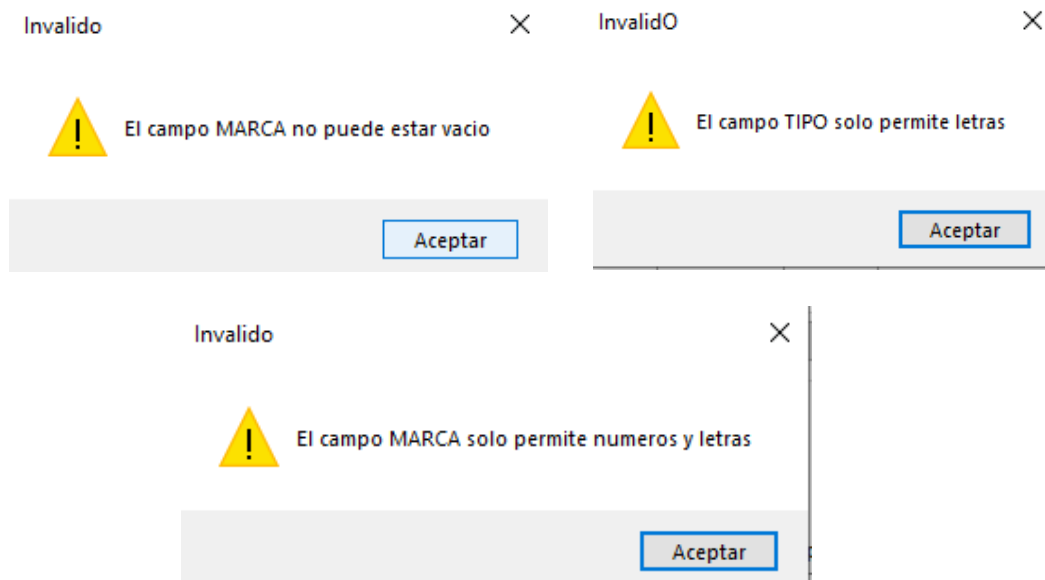 Invalido
El campo MARCA no puede estar vacio
Aceptar
InvalidO
El campo TIPO solo permite letras
Aceptar
Invalido
El campo MARCA solo permite numeros y letras
Aceptar